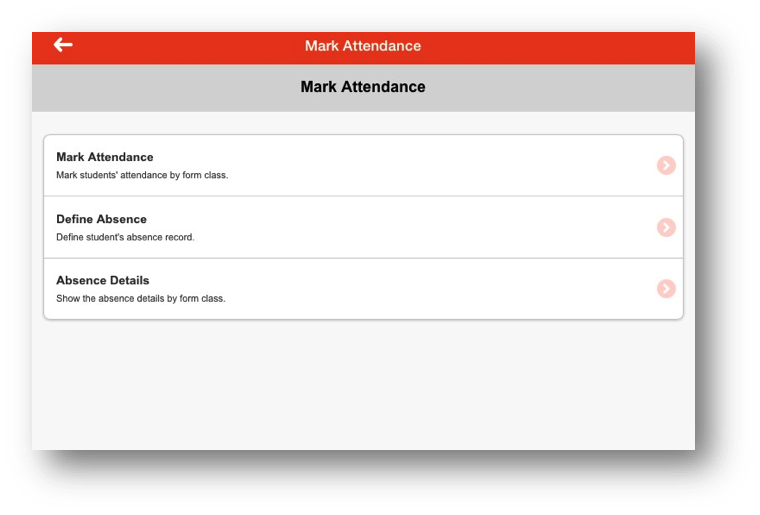 Mark Attendance
Mark Attendance
Mark Attendance
Mark students' attendance by form class.
Define Absence
Define student's absence record.
Absence Details
Show the absence details by form class.